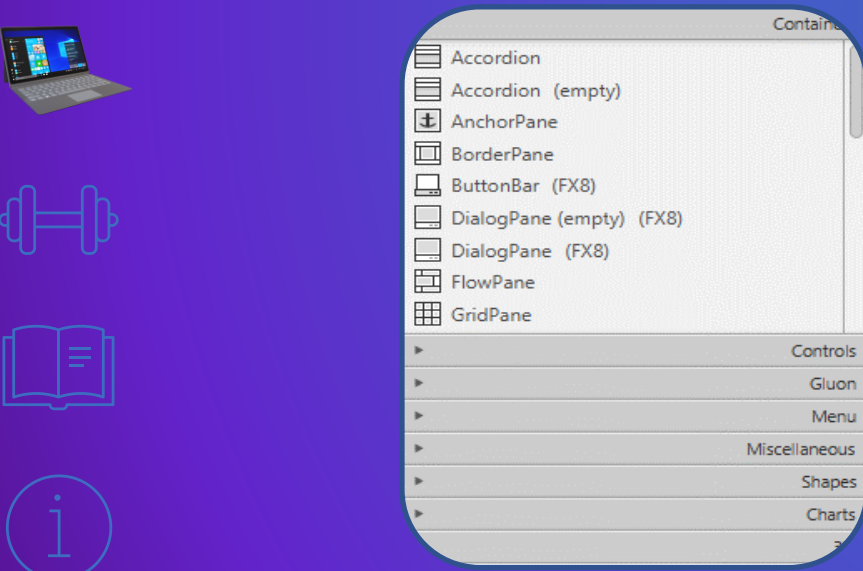 Accordion
Accordion (empty)
AnchorPane
BorderPane
ButtonBar (FX8)
DialogPane (empty) (FX8)
DialogPane (FX8)
FlowPane
GridPane
Controls
Gluon
Menu
Miscellaneous
Shapes
Charts